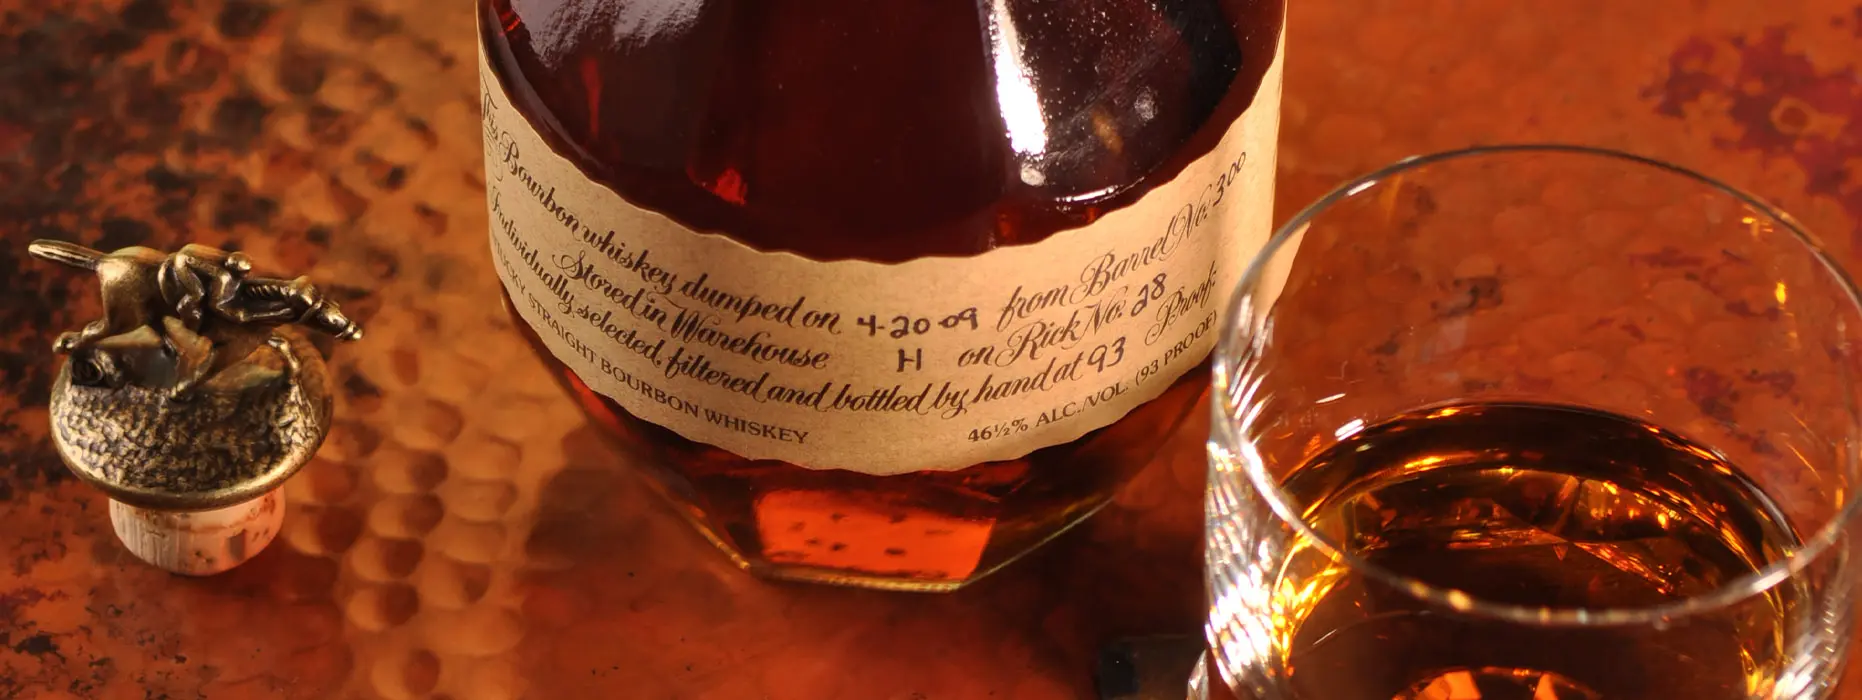 This Bourbon whiskey dumped on 4-20-09 from Barrel No: 300
Stored in Warehouse H on Rick No: 28
Individually selected, filtered and bottled by hand at 93 Proof.
KENTUCKY STRAIGHT BOURBON WHISKEY 46½% ALC./VOL. (93 PROOF)